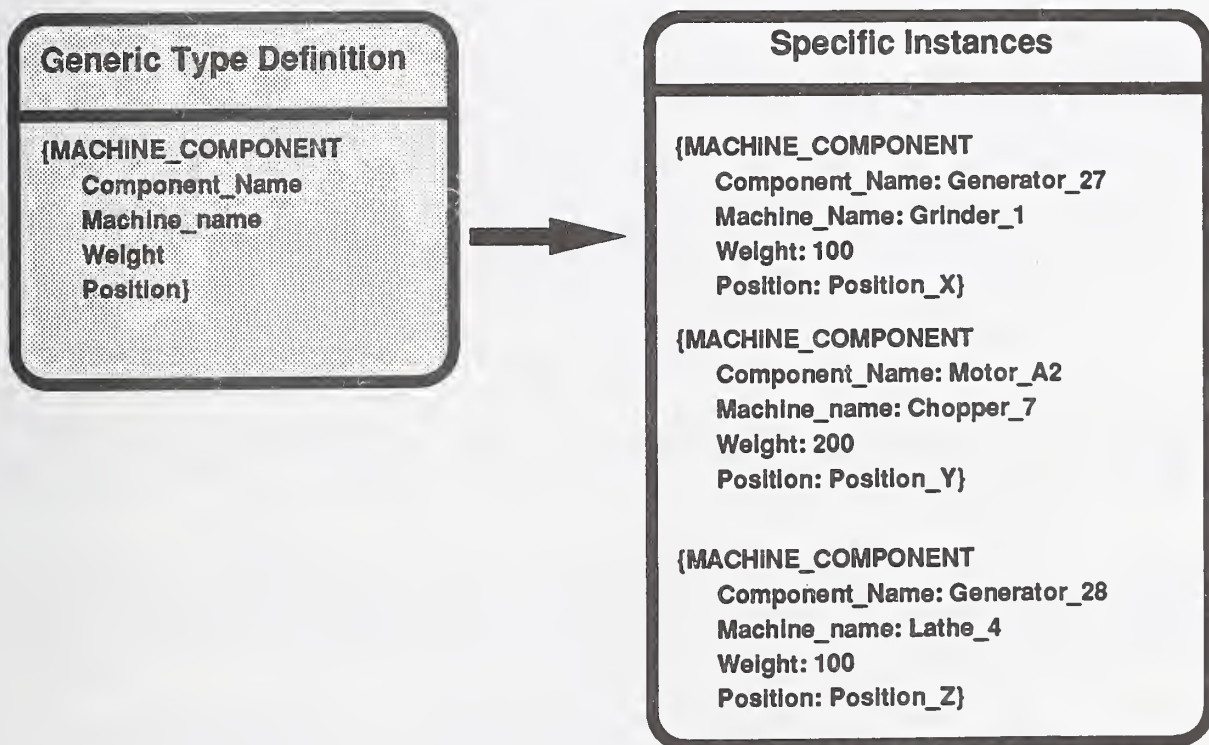 Generic Type Definition
{MACHINE_COMPONENT
Component_Name
Machine_name
Weight
Position}
Specific Instances
{MACHINE_COMPONENT
Component_Name: Generator_27
Machine_Name: Grinder_1
Weight: 100
Position: Position_X}
{MACHINE_COMPONENT
Component_Name: Motor_A2
Machine_name: Chopper_7
Weight: 200
Position: Position_Y}
{MACHINE_COMPONENT
Component_Name: Generator_28
Machine_name: Lathe_4
Weight: 100
Position: Position_Z}